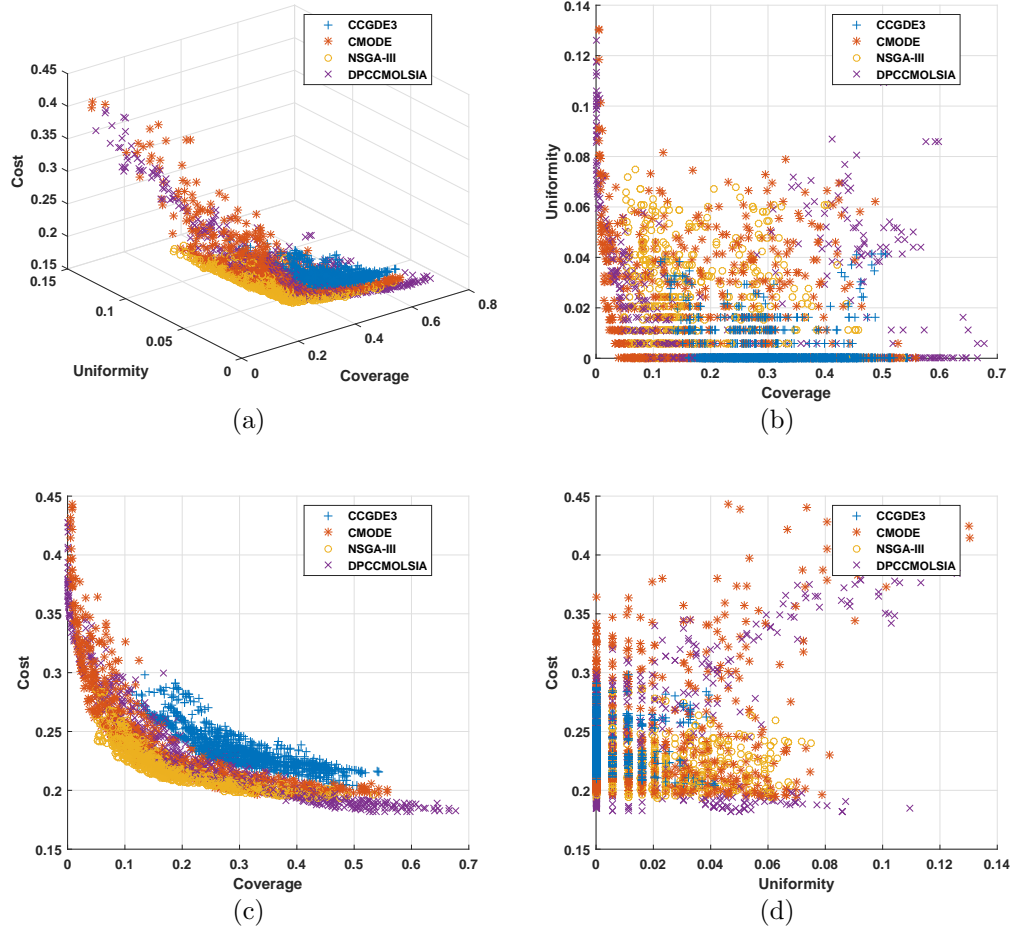 CCGDE3
CMODE
NSGA-III
DPCCMOLSIA
0.45
0.4
0.35
0.3
0.25
0.2
0.15
Cost
0.1
0.05
0
Uniformity
0
0.2
0.4
0.6
0.8
Coverage
(a)
CCGDE3
CMODE
NSGA-III
DPCCMOLSIA
0.14
0.12
0.1
0.08
0.06
0.04
0.02
0
Uniformity
0
0.1
0.2
0.3
0.4
0.5
0.6
0.7
Coverage
(b)
CCGDE3
CMODE
NSGA-III
DPCCMOLSIA
0.45
0.4
0.35
0.3
0.25
0.2
0.15
Cost
0
0.1
0.2
0.3
0.4
0.5
0.6
0.7
Coverage
(c)
CCGDE3
CMODE
NSGA-III
DPCCMOLSIA
0.45
0.4
0.35
0.3
0.25
0.2
0.15
Cost
0
0.02
0.04
0.06
0.08
0.1
0.12
0.14
Uniformity
(d)